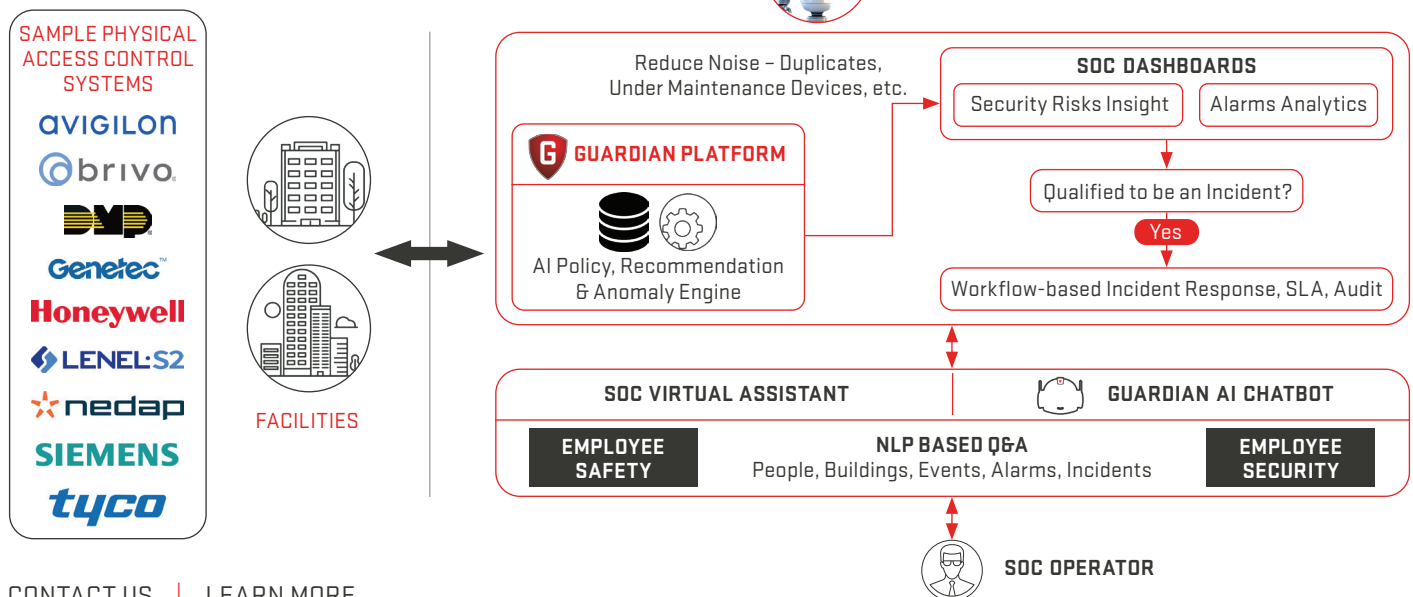 SAMPLE PHYSICAL
ACCESS CONTROL
SYSTEMS
avigilon
brivo
DMP
Genetec™
Honeywell
LENEL·S2
nedap
SIEMENS
tyco
FACILITIES
Reduce Noise – Duplicates,
Under Maintenance Devices, etc.
G GUARDIAN PLATFORM
AI Policy, Recommendation
& Anomaly Engine
SOC DASHBOARDS
Security Risks Insight
Alarms Analytics
Qualified to be an Incident?
Yes
Workflow-based Incident Response, SLA, Audit
SOC VIRTUAL ASSISTANT
GUARDIAN AI CHATBOT
EMPLOYEE
SAFETY
NLP BASED Q&A
People, Buildings, Events, Alarms, Incidents
EMPLOYEE
SECURITY
SOC OPERATOR
CONTACT US | LEARN MORE